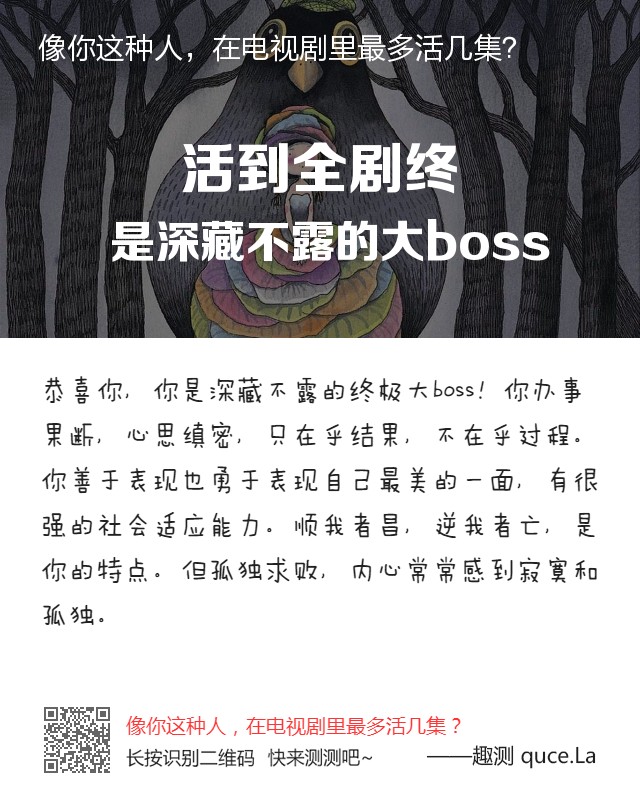 像你这种人，在电视剧里最多活几集？
活到全剧终
是深藏不露的大boss
恭喜你，你是深藏不露的终极大boss！你办事
果断，心思缜密，只在乎结果，不在乎过程。
你善于表现也勇于表现自己最美的一面，有很
强的社会适应能力。顺我者昌，逆我者亡，是
你的特点。但孤独求败，内心常常感到寂寞和
孤独。
像你这种人，在电视剧里最多活几集？
长按识别二维码 快来测测吧~
——趣测 quce.La